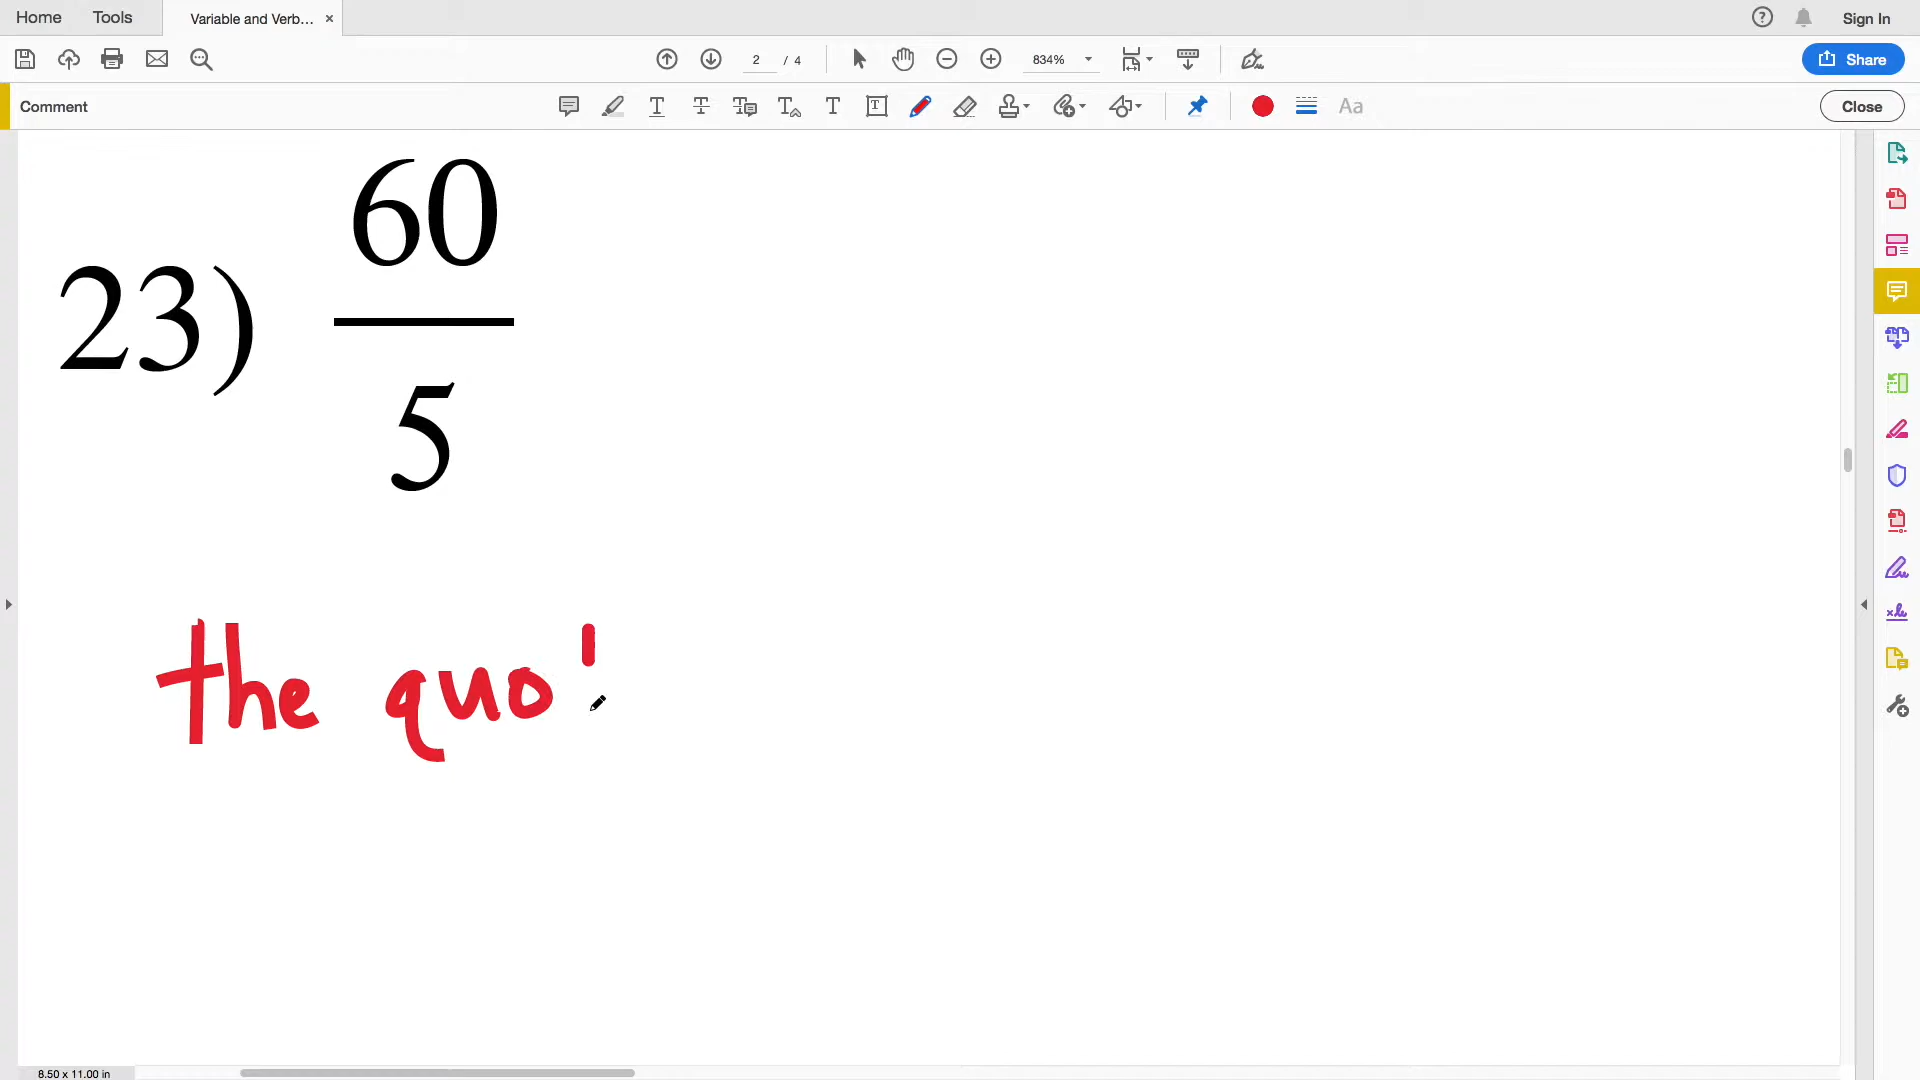 Home Tools Variable and Verb... × Sign In
2 / 4 834% Share
Comment Aa Close
60
23)
5
the quo
8.50 x 11.00 in